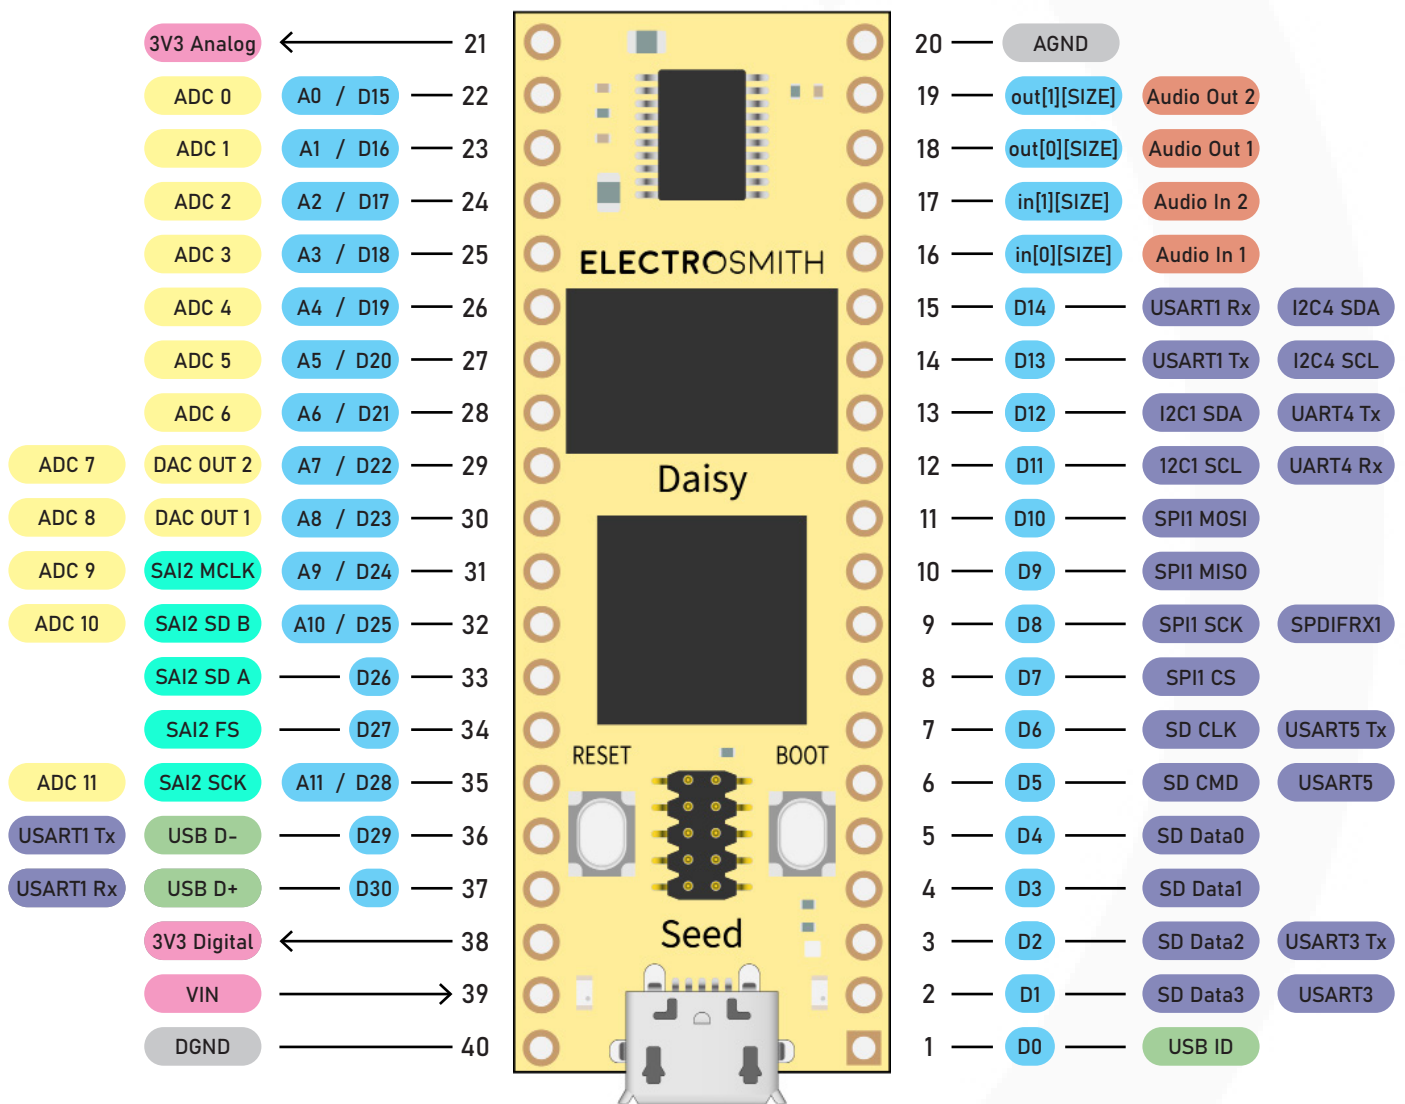 3V3 Analog 21 20 AGND
ADC 0 A0 / D15 22 19 out[1][SIZE] Audio Out 2
ADC 1 A1 / D16 23 18 out[0][SIZE] Audio Out 1
ADC 2 A2 / D17 24 17 in[1][SIZE] Audio In 2
ADC 3 A3 / D18 25 ELECTROSMITH 16 in[0][SIZE] Audio In 1
ADC 4 A4 / D19 26 15 D14 USART1 Rx I2C4 SDA
ADC 5 A5 / D20 27 14 D13 USART1 Tx I2C4 SCL
ADC 6 A6 / D21 28 13 D12 I2C1 SDA UART4 Tx
ADC 7 DAC OUT 2 A7 / D22 29 Daisy 12 D11 12C1 SCL UART4 Rx
ADC 8 DAC OUT 1 A8 / D23 30 11 D10 SPI1 MOSI
ADC 9 SAI2 MCLK A9 / D24 31 10 D9 SPI1 MISO
ADC 10 SAI2 SD B A10 / D25 32 9 D8 SPI1 SCK SPDIFRX1
SAI2 SD A D26 33 8 D7 SPI1 CS
SAI2 FS D27 34 7 D6 SD CLK USART5 Tx
RESET BOOT
ADC 11 SAI2 SCK A11 / D28 35 6 D5 SD CMD USART5
USART1 Tx USB D- D29 36 5 D4 SD Data0
USART1 Rx USB D+ D30 37 4 D3 SD Data1
3V3 Digital 38 Seed 3 D2 SD Data2 USART3 Tx
VIN 39 2 D1 SD Data3 USART3
DGND 40 1 D0 USB ID